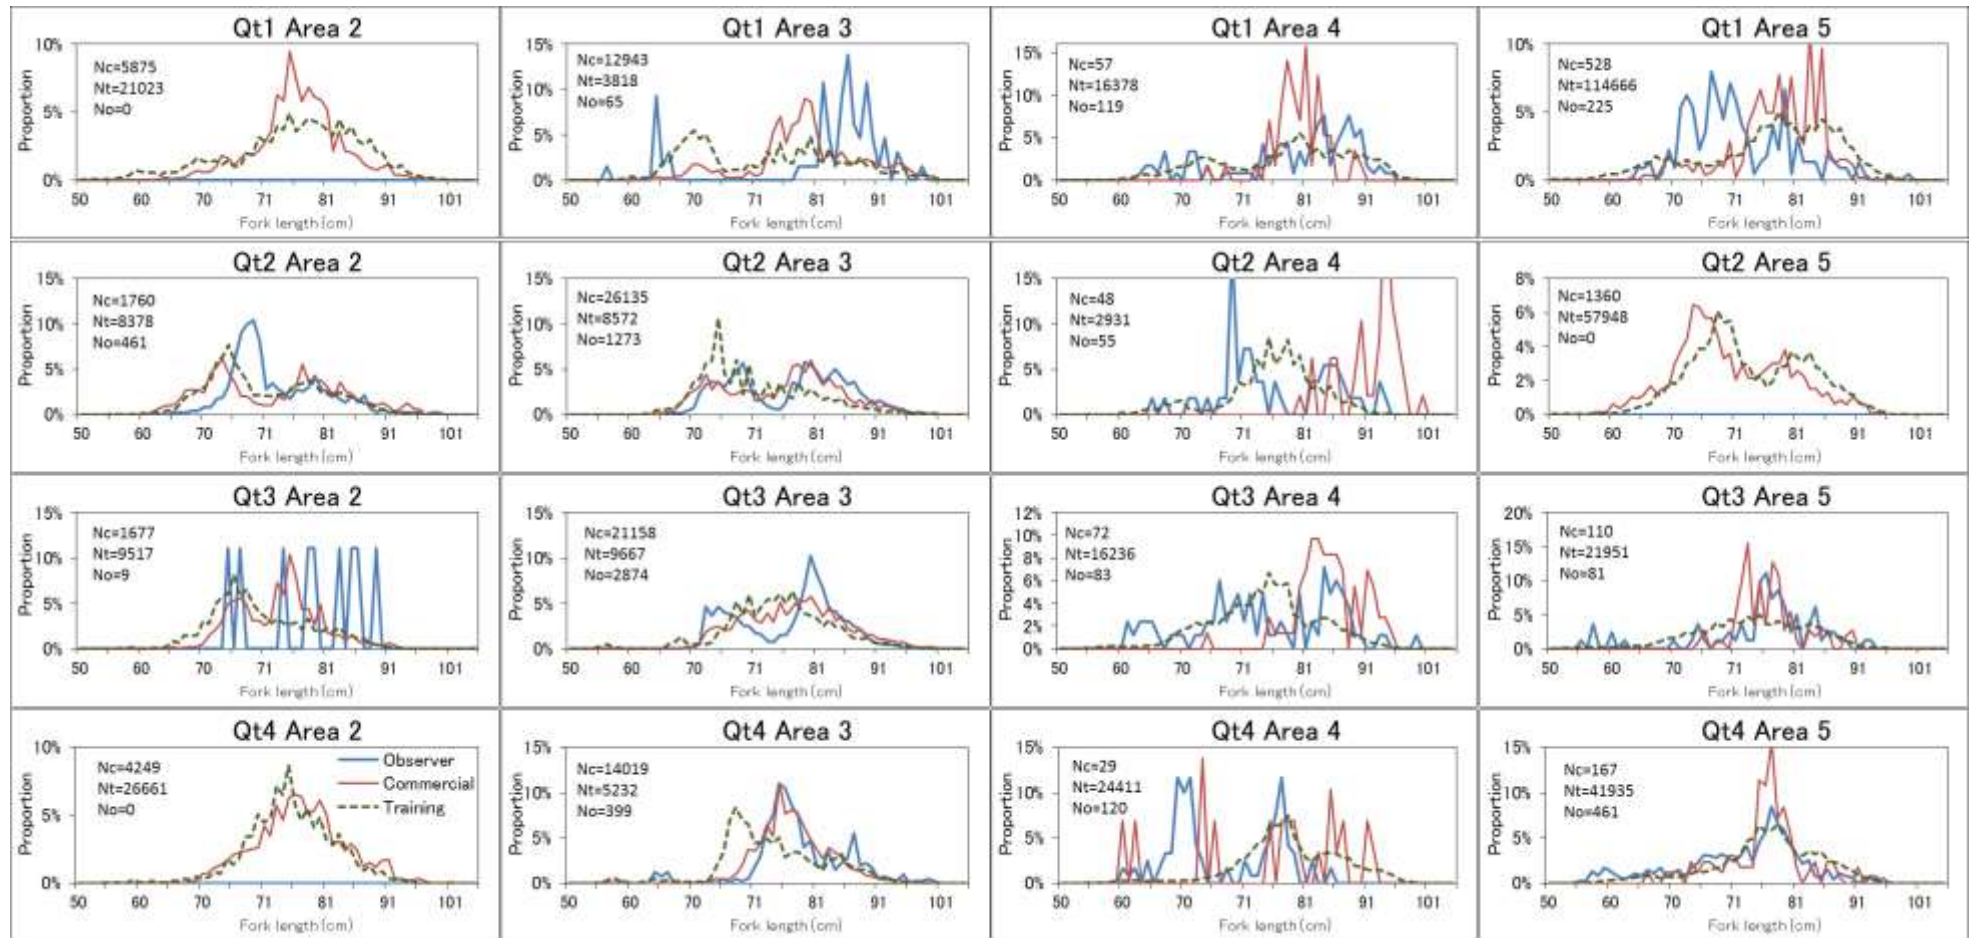 Qt1 Area 2
Proportion
10%
5%
0%
Nc=5875
Nt=21023
No=0
50 60 70 71 81 91 101
Fork length(cm)
Qt1 Area 3
Proportion
15%
10%
5%
0%
Nc=12943
Nt=3818
No=65
50 60 70 71 81 91 101
Fork length(cm)
Qt1 Area 4
Proportion
15%
10%
5%
0%
Nc=57
Nt=16378
No=119
50 60 70 71 81 91 101
Fork length(cm)
Qt1 Area 5
Proportion
10%
5%
0%
Nc=528
Nt=114666
No=225
50 60 70 71 81 91 101
Fork length(cm)
Qt2 Area 2
Proportion
15%
10%
5%
0%
Nc=1760
Nt=8378
No=461
50 60 70 71 81 91 101
Fork length(cm)
Qt2 Area 3
Proportion
15%
10%
5%
0%
Nc=26135
Nt=8572
No=1273
50 60 70 71 81 91 101
Fork length(cm)
Qt2 Area 4
Proportion
15%
10%
5%
0%
Nc=48
Nt=2931
No=55
50 60 70 71 81 91 101
Fork length(cm)
Qt2 Area 5
Proportion
8%
6%
4%
2%
0%
Nc=1360
Nt=57948
No=0
50 60 70 71 81 91 101
Fork length(cm)
Qt3 Area 2
Proportion
15%
10%
5%
0%
Nc=1677
Nt=9517
No=9
50 60 70 71 81 91 101
Fork length(cm)
Qt3 Area 3
Proportion
15%
10%
5%
0%
Nc=21158
Nt=9667
No=2874
50 60 70 71 81 91 101
Fork length(cm)
Qt3 Area 4
Proportion
12%
10%
8%
6%
4%
2%
0%
Nc=72
Nt=16236
No=83
50 60 70 71 81 91 101
Fork length(cm)
Qt3 Area 5
Proportion
20%
15%
10%
5%
0%
Nc=110
Nt=21951
No=81
50 60 70 71 81 91 101
Fork length(cm)
Qt4 Area 2
Proportion
10%
5%
0%
Nc=4249
Nt=26661
No=0
Observer
Commercial
Training
50 60 70 71 81 91 101
Fork length(cm)
Qt4 Area 3
Proportion
15%
10%
5%
0%
Nc=14019
Nt=5232
No=399
50 60 70 71 81 91 101
Fork length(cm)
Qt4 Area 4
Proportion
15%
10%
5%
0%
Nc=29
Nt=24411
No=120
50 60 70 71 81 91 101
Fork length(cm)
Qt4 Area 5
Proportion
15%
10%
5%
0%
Nc=167
Nt=41935
No=461
50 60 70 71 81 91 101
Fork length(cm)